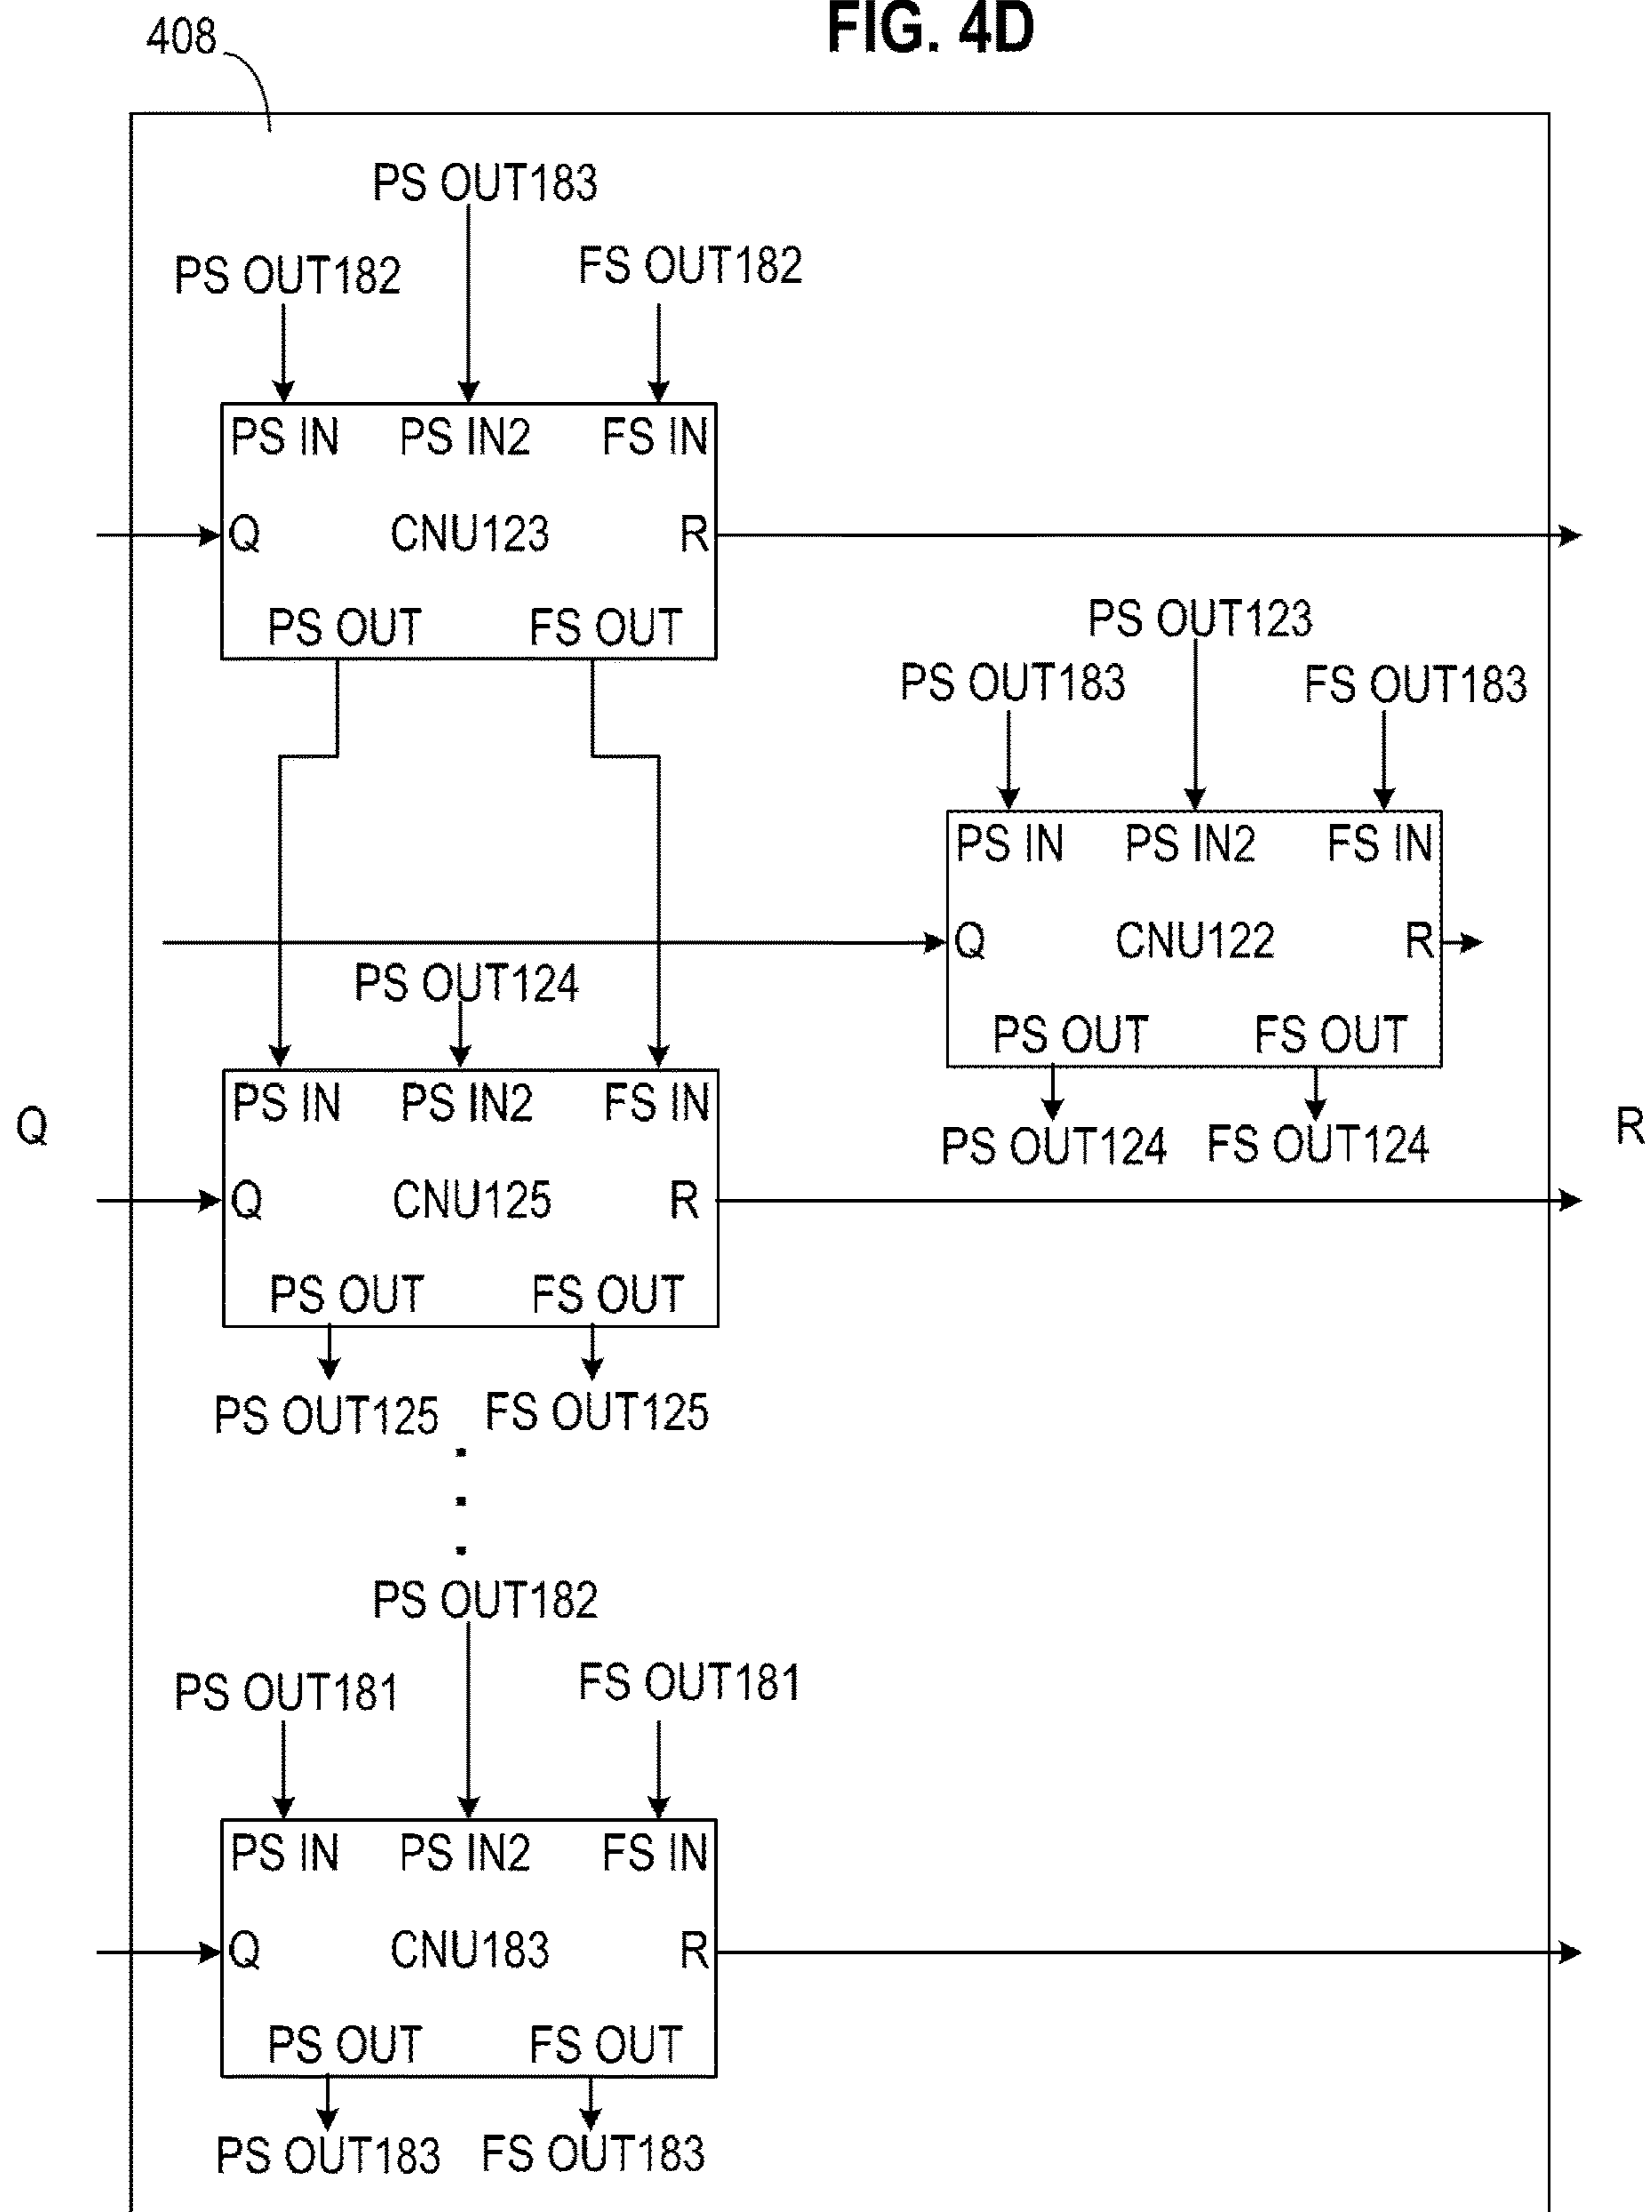 FIG. 4D
408
PS OUT183
PS OUT182
FS OUT182
PS IN PS IN2 FS IN
Q CNU123 R
PS OUT FS OUT
PS OUT123
PS OUT183
FS OUT183
PS IN PS IN2 FS IN
Q CNU122 R
PS OUT FS OUT
PS OUT124 FS OUT124
PS OUT124
PS IN PS IN2 FS IN
Q
R
Q CNU125 R
PS OUT FS OUT
PS OUT125 FS OUT125
PS OUT182
PS OUT181
FS OUT181
PS IN PS IN2 FS IN
Q CNU183 R
PS OUT FS OUT
PS OUT183 FS OUT183